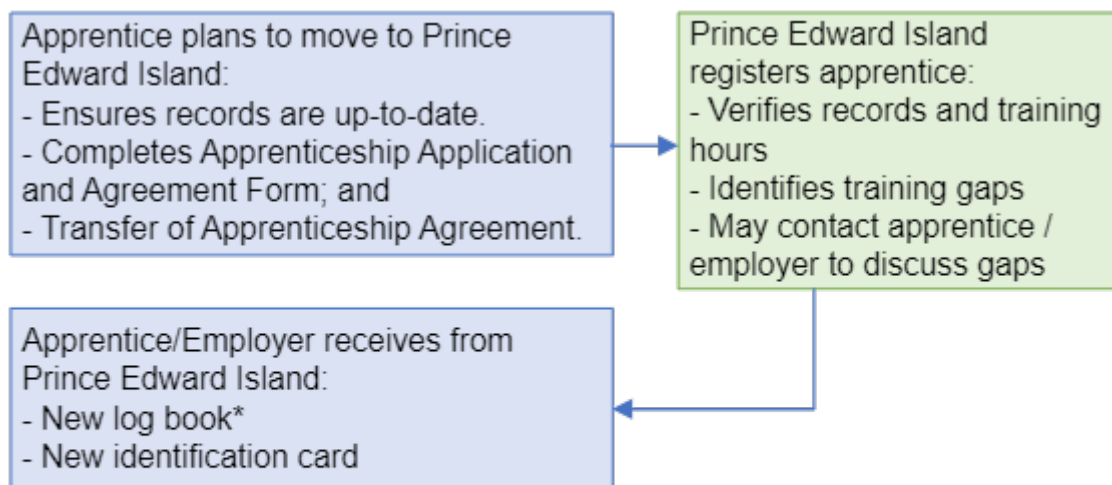 Apprentice plans to move to Prince
Edward Island:
- Ensures records are up-to-date.
- Completes Apprenticeship Application
and Agreement Form; and
- Transfer of Apprenticeship Agreement.
Prince Edward Island
registers apprentice:
- Verifies records and training
hours
- Identifies training gaps
- May contact apprentice /
employer to discuss gaps
Apprentice/Employer receives from
Prince Edward Island:
- New log book*
- New identification card